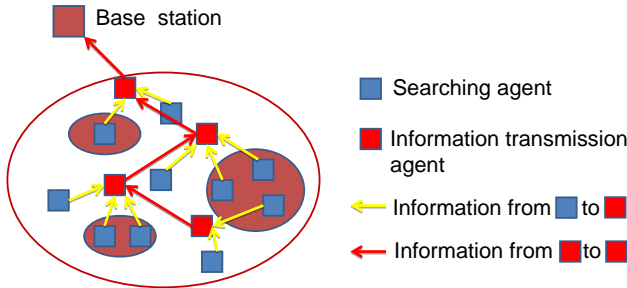 Base station
Searching agent
Information transmission
agent
Information from to
Information from to